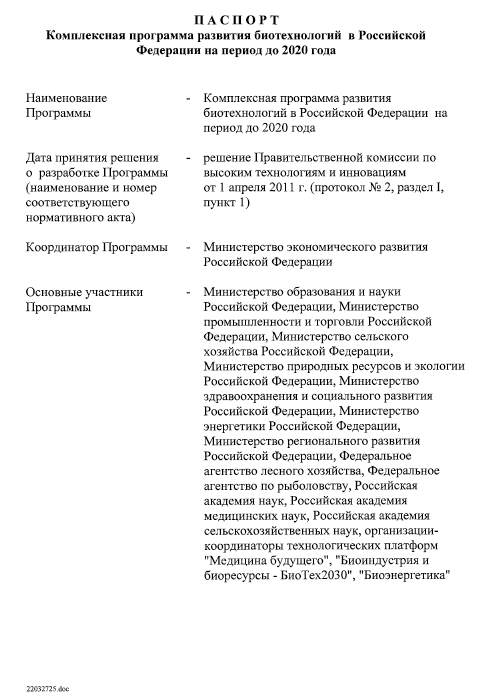 П А С П О Р Т
Комплексная программа развития биотехнологий в Российской
Федерации на период до 2020 года
Наименование
Программы
- Комплексная программа развития
биотехнологий в Российской Федерации на
период до 2020 года
Дата принятия решения
о разработке Программы
(наименование и номер
соответствующего
нормативного акта)
- решение Правительственной комиссии по
высоким технологиям и инновациям
от 1 апреля 2011 г. (протокол № 2, раздел I,
пункт 1)
Координатор Программы
- Министерство экономического развития
Российской Федерации
Основные участники
Программы
- Министерство образования и науки
Российской Федерации, Министерство
промышленности и торговли Российской
Федерации, Министерство сельского
хозяйства Российской Федерации,
Министерство природных ресурсов и экологии
Российской Федерации, Министерство
здравоохранения и социального развития
Российской Федерации, Министерство
энергетики Российской Федерации,
Министерство регионального развития
Российской Федерации, Федеральное
агентство лесного хозяйства, Федеральное
агентство по рыболовству, Российская
академия наук, Российская академия
медицинских наук, Российская академия
сельскохозяйственных наук, организации-
координаторы технологических платформ
"Медицина будущего", "Биоиндустрия и
биоресурсы - БиоТех2030", "Биоэнергетика"
22032725.doc